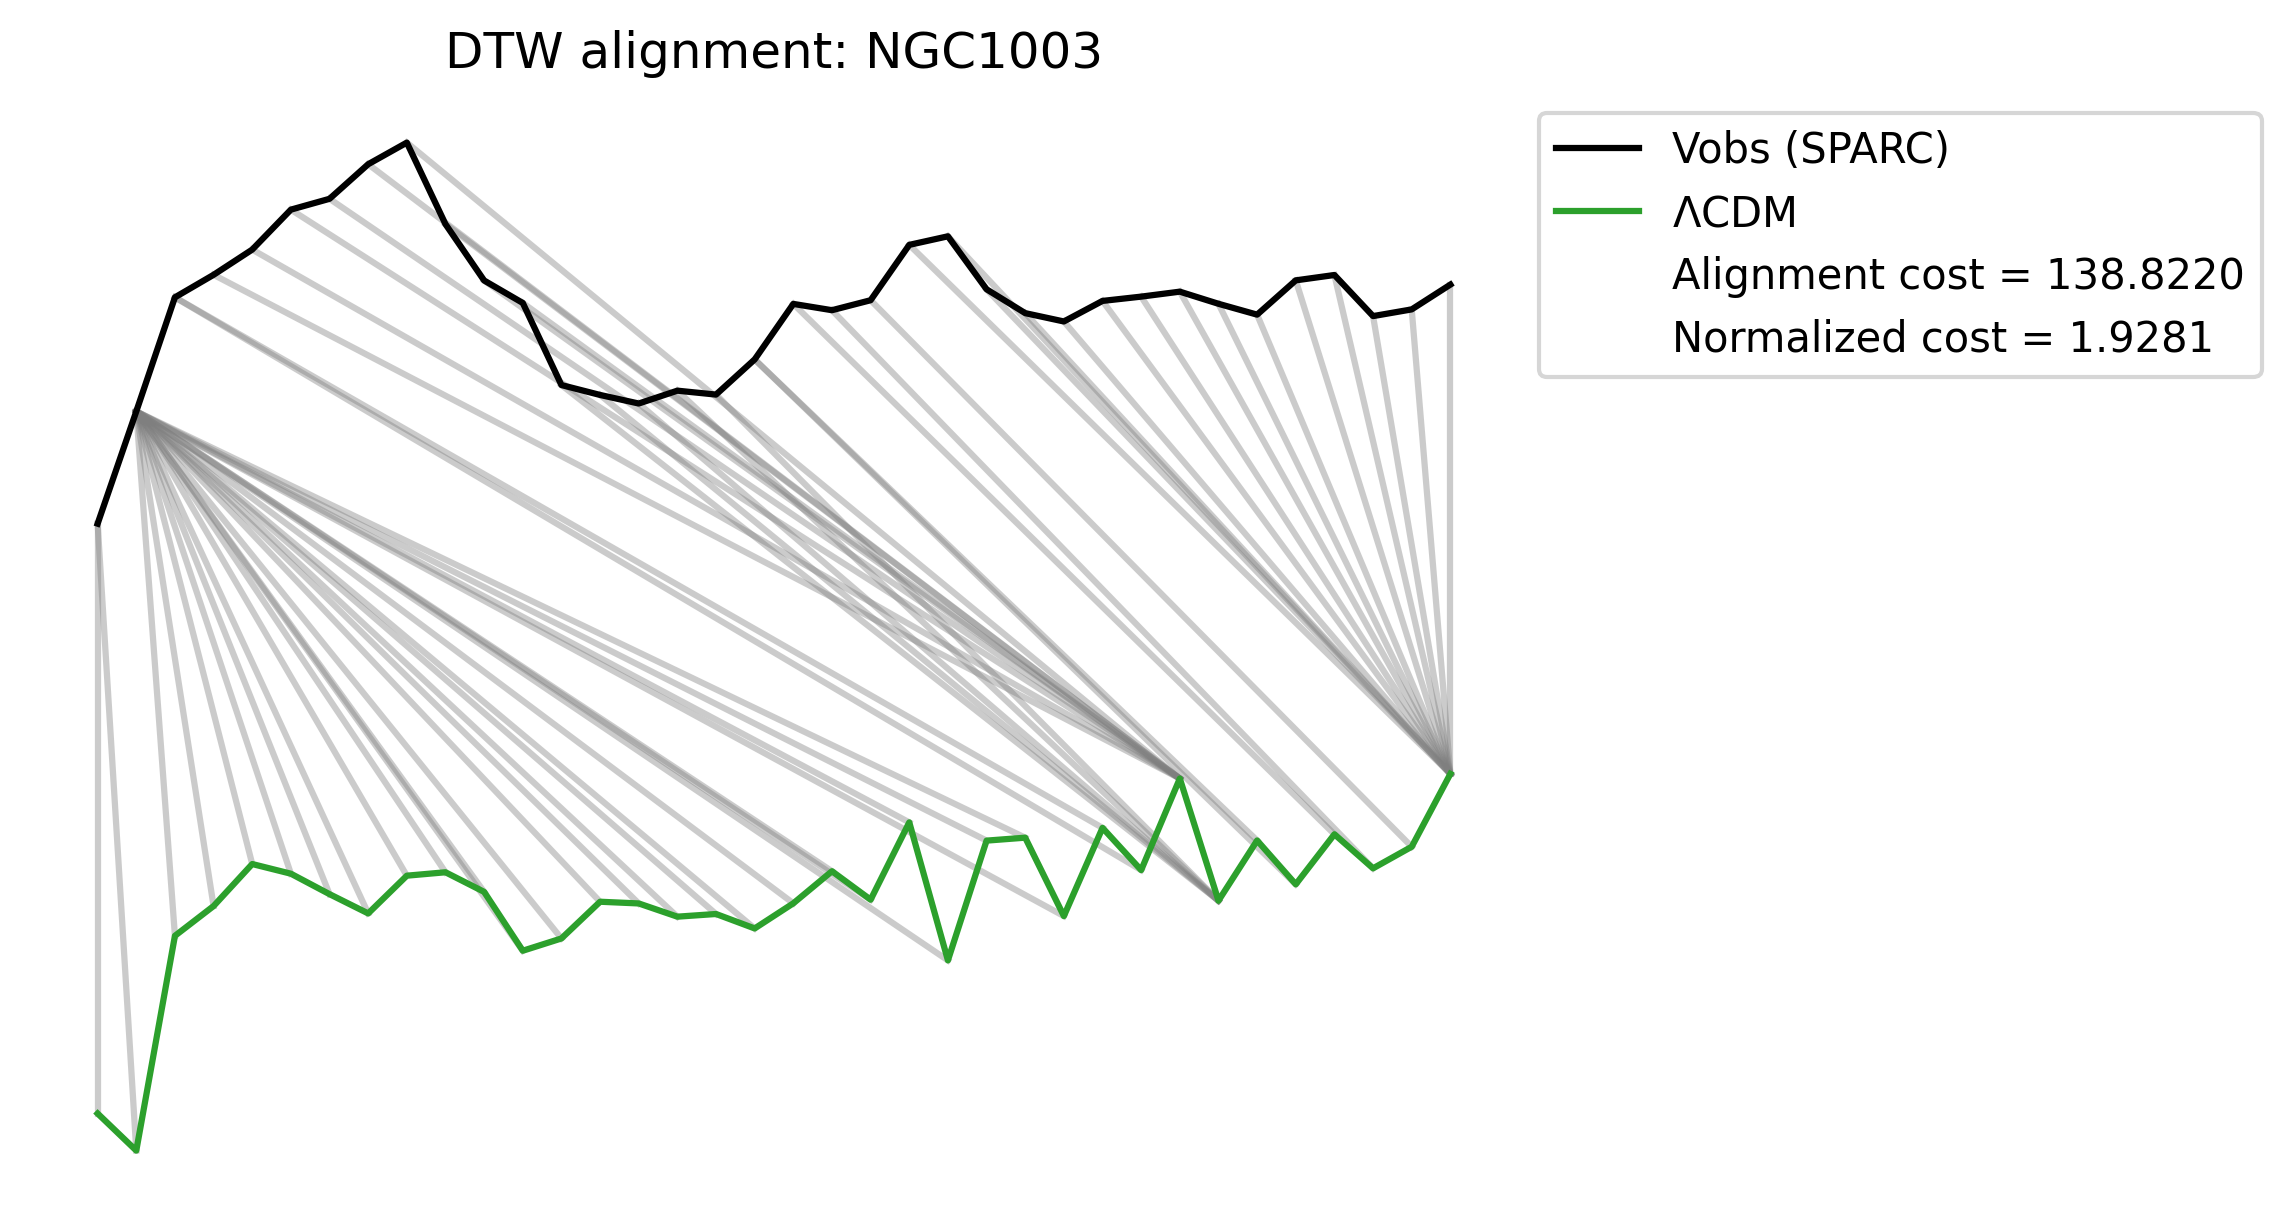 DTW alignment: NGC1003
Vobs (SPARC)
ΛCDM
Alignment cost = 138.8220
Normalized cost = 1.9281